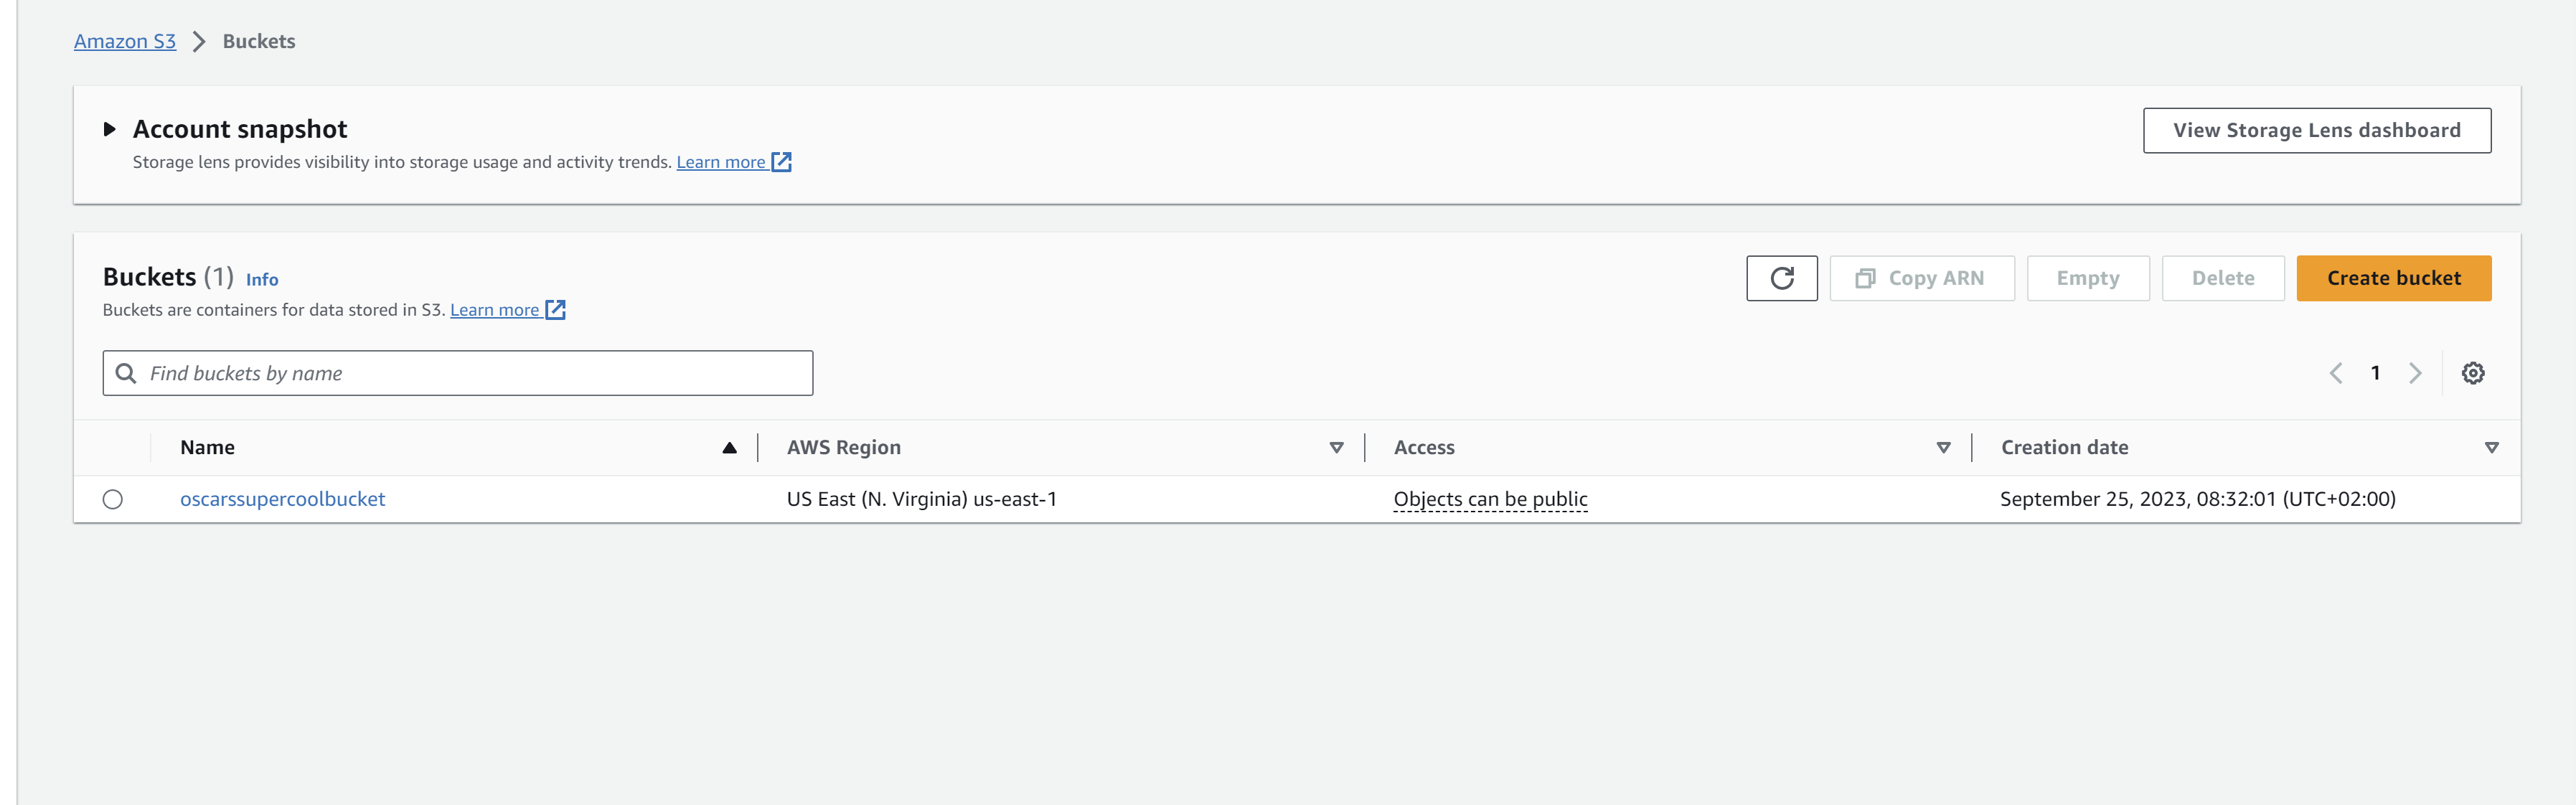 Amazon S3 Buckets
Account snapshot
View Storage Lens dashboard
Storage lens provides visibility into storage usage and activity trends. Learn more
Buckets (1) Info
Copy ARN Empty Delete Create bucket
Buckets are containers for data stored in S3. Learn more
Find buckets by name
1
Name AWS Region Access Creation date
oscarssupercoolbucket US East (N. Virginia) us-east-1 Objects can be public September 25, 2023, 08:32:01 (UTC+02:00)